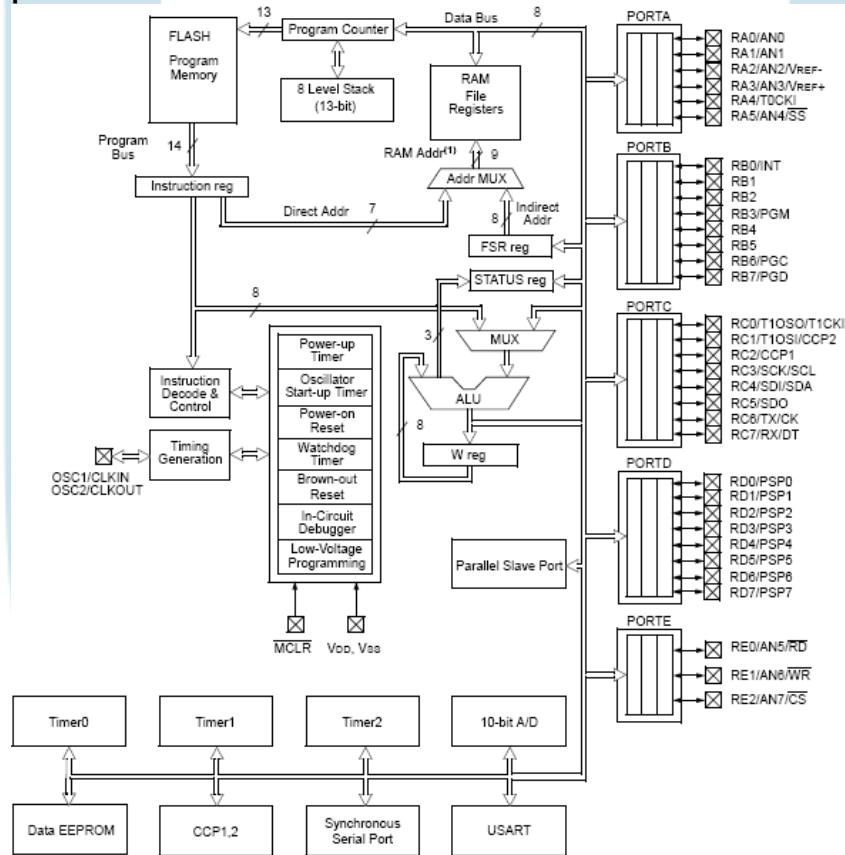 13
Data Bus
8
PORTA
FLASH
Program
Memory
Program Counter
8 Level Stack
(13-bit)
RAM
File
Registers
RA0/AN0
RA1/AN1
RA2/AN2/VREF-
RA3/AN3/VREF+
RA4/T0CKI
RA5/AN4/SS
Program
Bus
14
RAM Addr(1)
9
PORTB
Instruction reg
Addr MUX
Direct Addr
7
8
Indirect
Addr
FSR reg
STATUS reg
RB0/INT
RB1
RB2
RB3/PGM
RB4
RB5
RB6/PGC
RB7/PGD
8
3
MUX
PORTC
RC0/T1OSO/T1CKI
RC1/T1OSI/CCP2
RC2/CCP1
RC3/SCK/SCL
RC4/SDI/SDA
RC5/SDO
RC6/TX/CK
RC7/RX/DT
Instruction
Decode &
Control
Power-up
Timer
Oscillator
Start-up Timer
Power-on
Reset
Watchdog
Timer
Brown-out
Reset
In-Circuit
Debugger
Low-Voltage
Programming
ALU
8
W reg
Timing
Generation
OSC1/CLKIN
OSC2/CLKOUT
PORTD
RD0/PSP0
RD1/PSP1
RD2/PSP2
RD3/PSP3
RD4/PSP4
RD5/PSP5
RD6/PSP6
RD7/PSP7
Parallel Slave Port
MCLR
VDD, VSS
PORTE
RE0/AN5/RD
RE1/AN6/WR
RE2/AN7/CS
Timer0
Timer1
Timer2
10-bit A/D
Data EEPROM
CCP1,2
Synchronous
Serial Port
USART